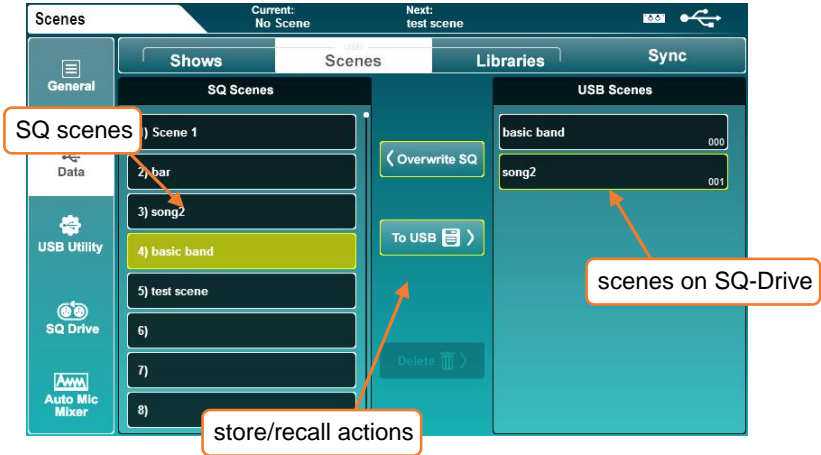 Scenes
Current:
No Scene
Next:
test scene
General
Data
USB Utility
SQ Drive
Auto Mic
Mixer
USB
Shows
Scenes
Libraries
Sync
SQ Scenes
) Scene 1
2) bar
3) song2
4) basic band
5) test scene
6)
7)
8)
Overwrite SQ
To USB
Delete
USB Scenes
basic band
000
song2
001
SQ scenes
scenes on SQ-Drive
store/recall actions